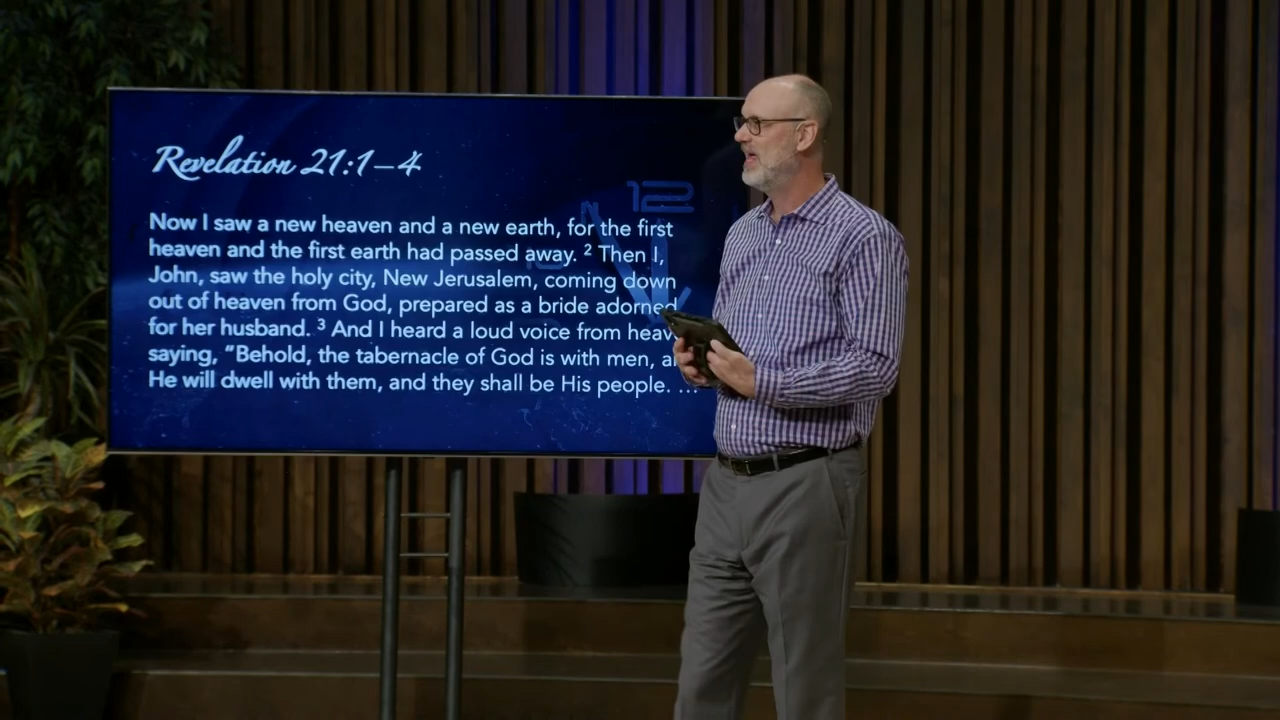 Revelation 21:1–4
12
Now I saw a new heaven and a new earth, for the first
heaven and the first earth had passed away. ² Then I,
John, saw the holy city, New Jerusalem, coming down
out of heaven from God, prepared as a bride adorned
for her husband. ³ And I heard a loud voice from heav
saying, “Behold, the tabernacle of God is with men, a
He will dwell with them, and they shall be His people. ...